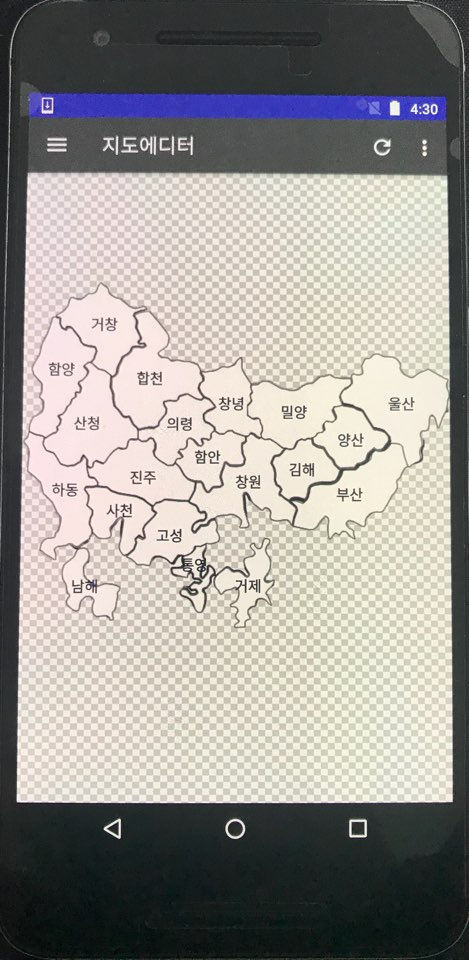 4:30
지도에디터
거창
함양
합천
산청
의령
창녕
밀양
울산
양산
함안
김해
부산
창원
진주
하동
사천
고성
통영
남해
거제